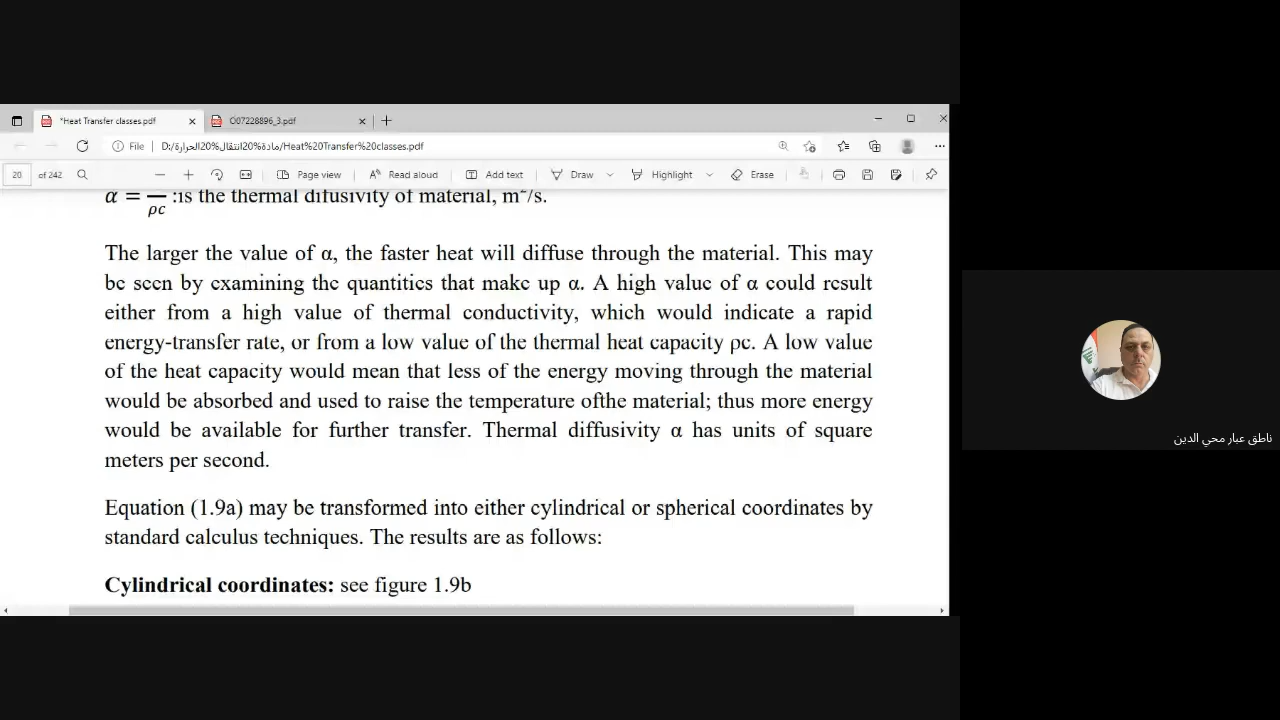 *Heat Transfer classes.pdf
O07228896_3.pdf
File D:/مادة%20انتقال%20الحرارة/Heat%20Transfer%20classes.pdf
20 of 242 Page view Read aloud Add text Draw Highlight Erase
α = ρc :is the thermal difusivity of material, m²/s.
The larger the value of α, the faster heat will diffuse through the material. This may
be seen by examining the quantities that make up α. A high value of α could result
either from a high value of thermal conductivity, which would indicate a rapid
energy-transfer rate, or from a low value of the thermal heat capacity ρc. A low value
of the heat capacity would mean that less of the energy moving through the material
would be absorbed and used to raise the temperature ofthe material; thus more energy
would be available for further transfer. Thermal diffusivity α has units of square
meters per second.
Equation (1.9a) may be transformed into either cylindrical or spherical coordinates by
standard calculus techniques. The results are as follows:
Cylindrical coordinates: see figure 1.9b
ناطق عبار محي الدين